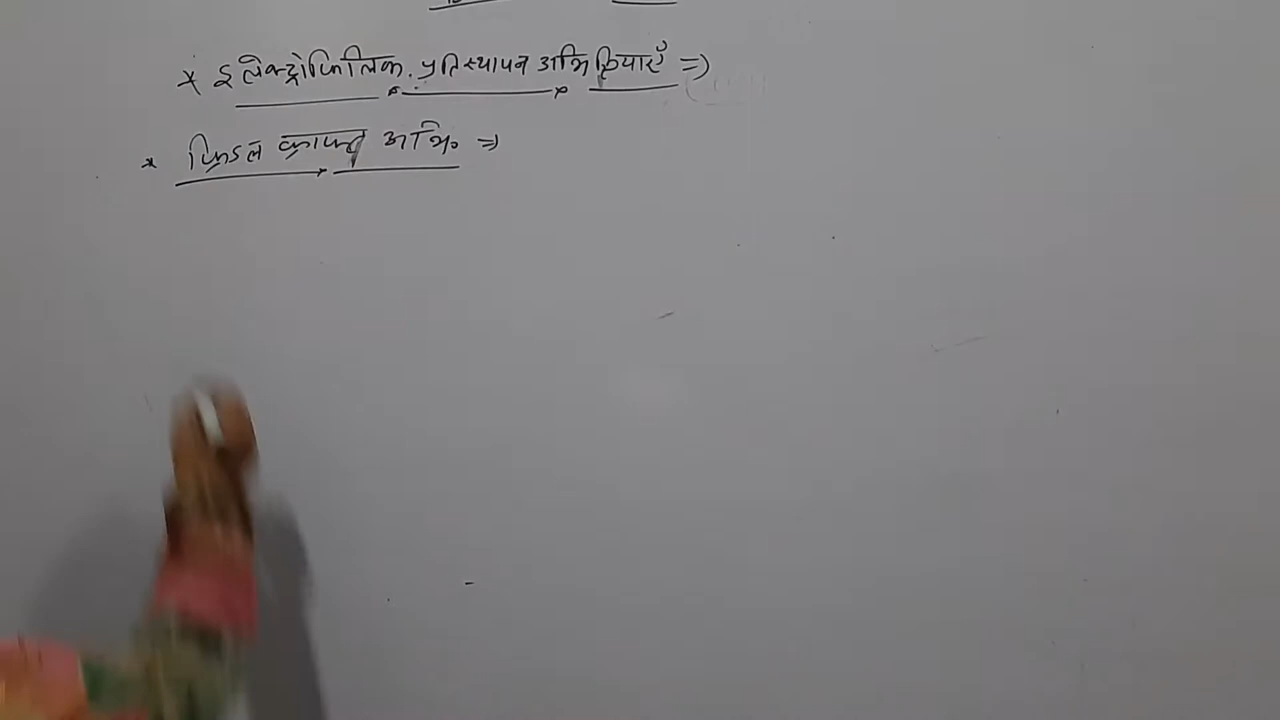 * इलेक्ट्रोफिलिक प्रतिस्थापन अभिक्रियाएँ ⇒
* फ्रिडल क्राफ्ट अभि० ⇒